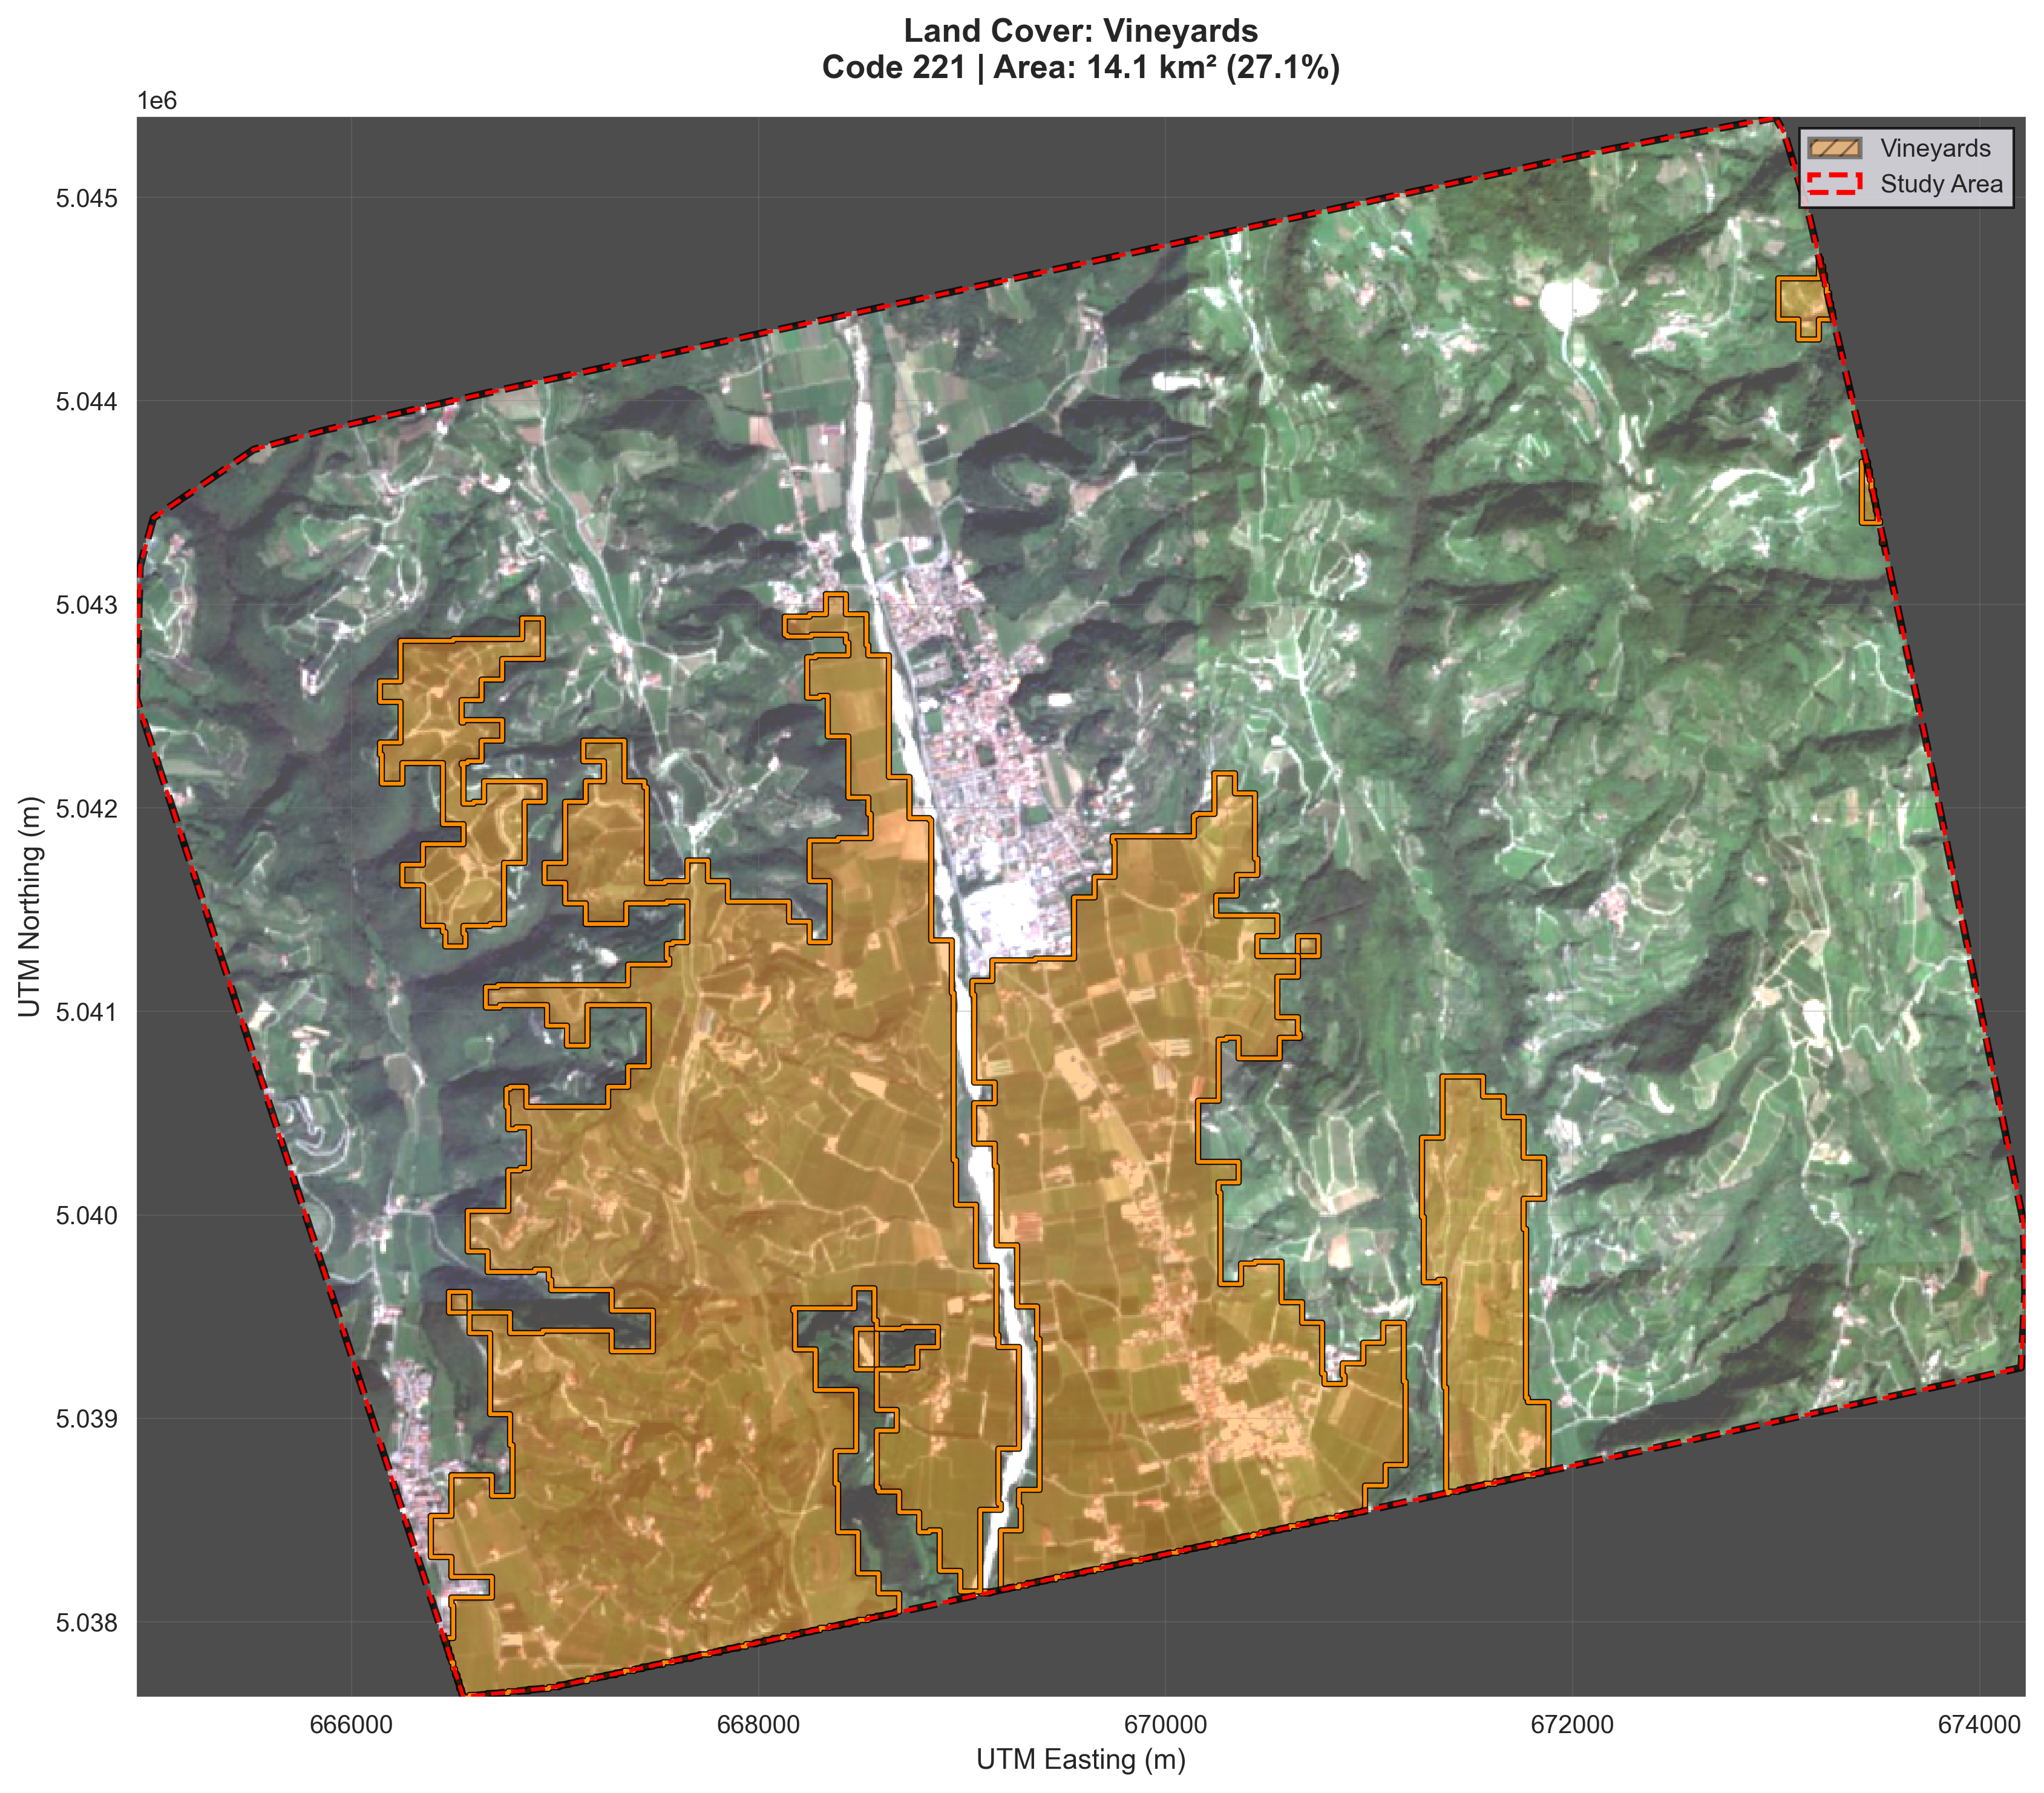 Land Cover: Vineyards
Code 221 | Area: 14.1 km² (27.1%)
1e6
Vineyards
Study Area
5.045
5.044
5.043
5.042
5.041
5.040
5.039
5.038
UTM Northing (m)
666000
668000
670000
672000
674000
UTM Easting (m)